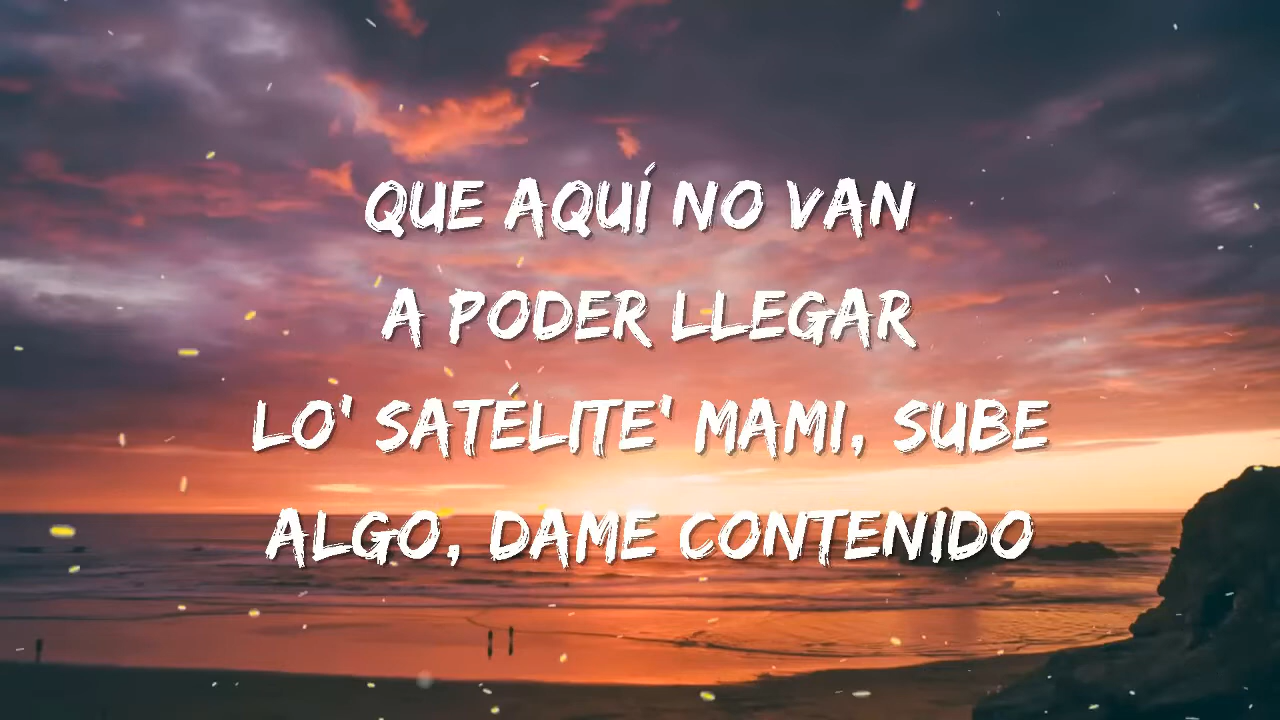 QUE AQUÍ NO VAN
A PODER LLEGAR
LO' SATÉLITE' MAMI, SUBE
ALGO, DAME CONTENIDO